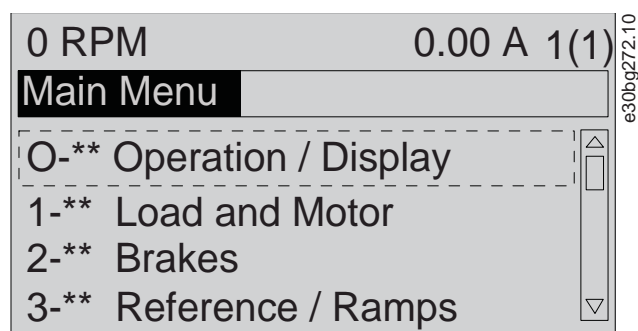 0 RPM 0.00 A 1(1)
Main Menu
O-** Operation / Display
1-** Load and Motor
2-** Brakes
3-** Reference / Ramps
e30bg272.10